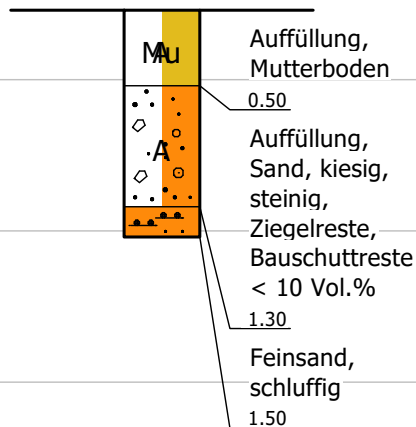 Mu
A
Auffüllung,
Mutterboden
0.50
A
Auffüllung,
Sand, kiesig,
steinig,
Ziegelreste,
Bauschuttreste
< 10 Vol.%
1.30
Feinsand,
schluffig
1.50